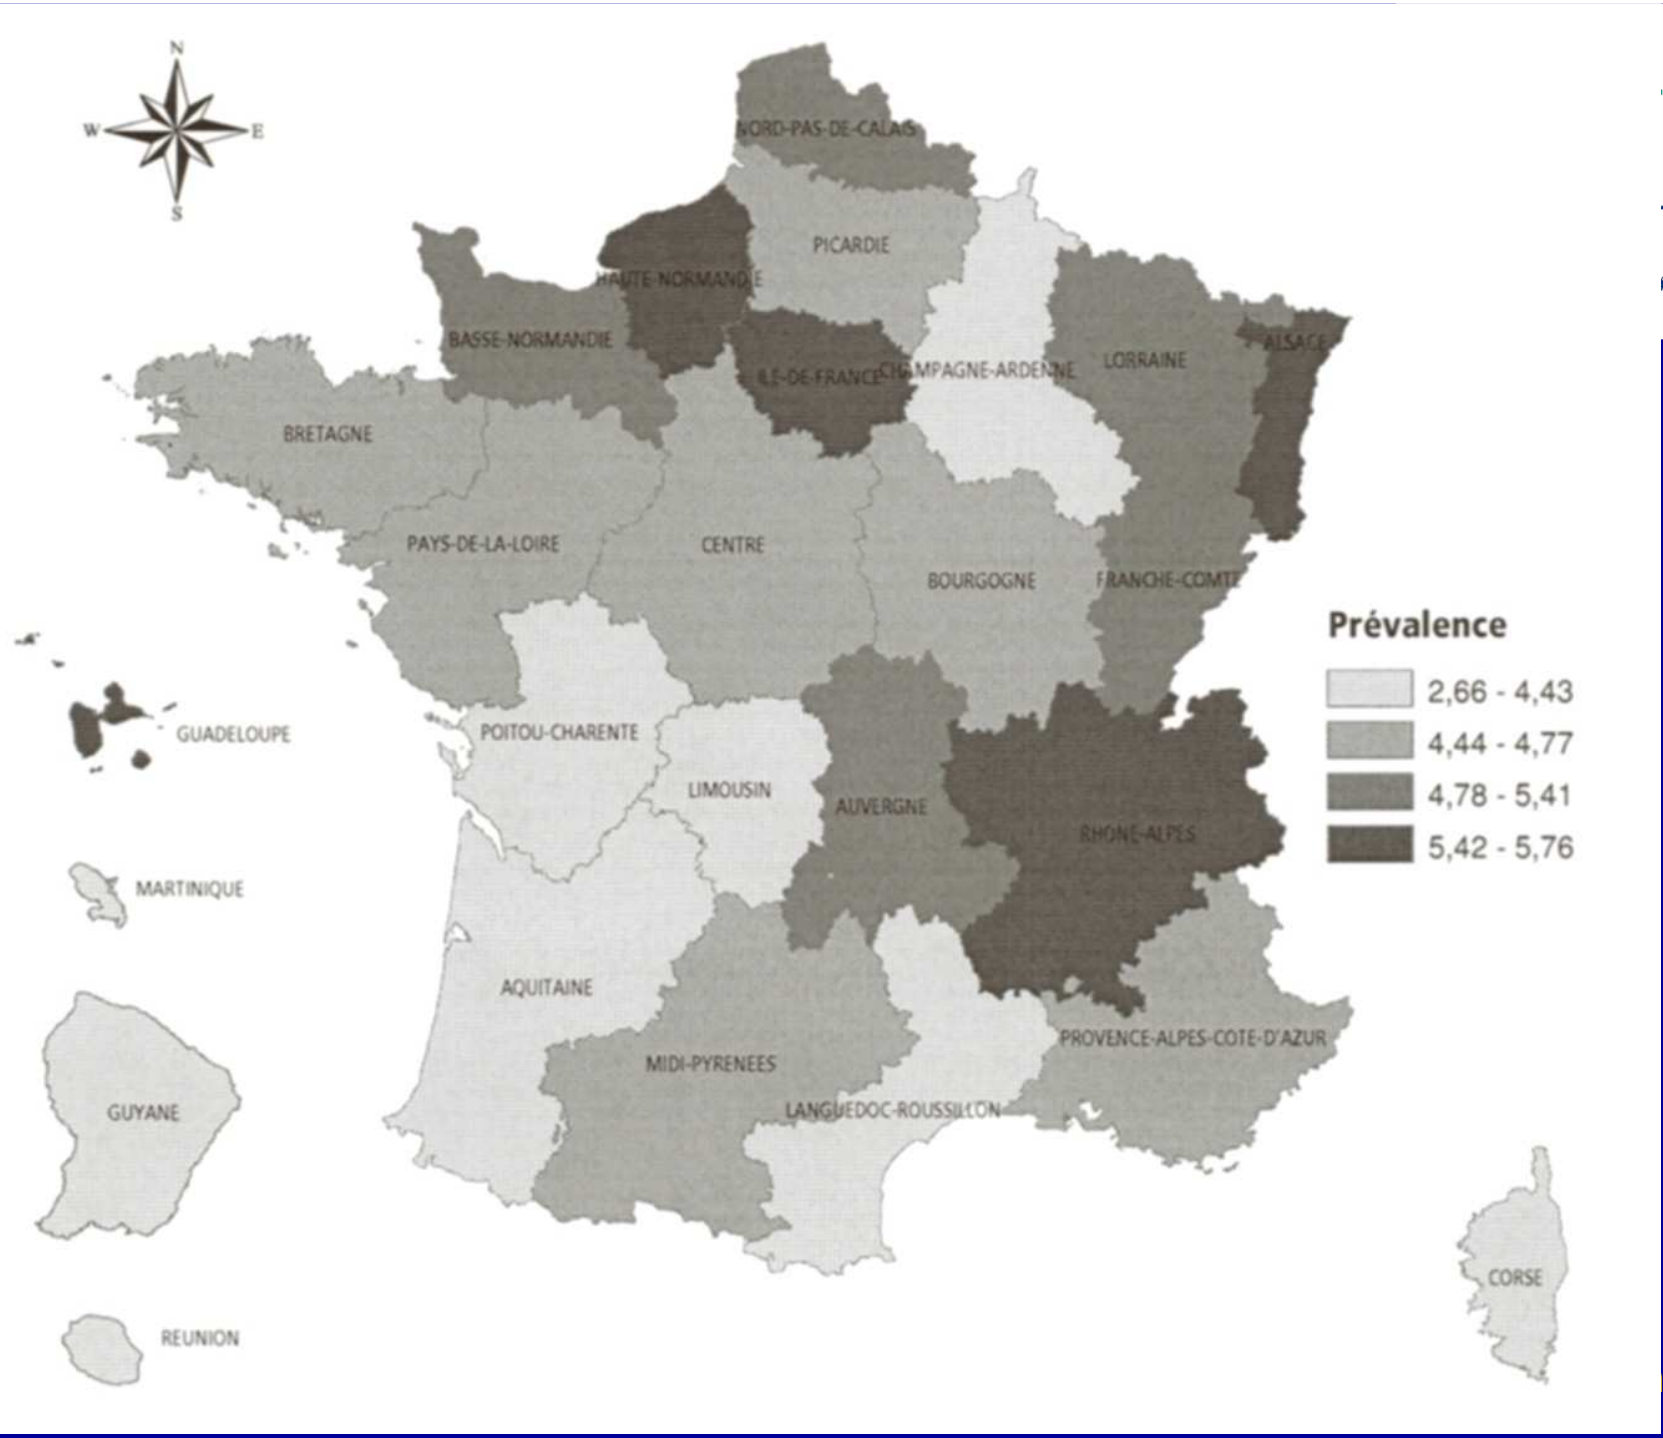 N
W
E
S
NORD-PAS-DE-CALAIS
PICARDIE
HAUTE-NORMANDIE
BASSE-NORMANDIE
ALSACE
LORRAINE
ILE-DE-FRANCE
CHAMPAGNE-ARDENNE
BRETAGNE
PAYS-DE-LA-LOIRE
CENTRE
BOURGOGNE
FRANCHE-COMTE
Prévalence
2,66 - 4,43
4,44 - 4,77
4,78 - 5,41
5,42 - 5,76
GUADELOUPE
POITOU-CHARENTE
LIMOUSIN
AUVERGNE
RHONE-ALPES
MARTINIQUE
AQUITAINE
PROVENCE-ALPES-COTE-D'AZUR
MIDI-PYRENEES
LANGUEDOC-ROUSSILLON
GUYANE
CORSE
REUNION